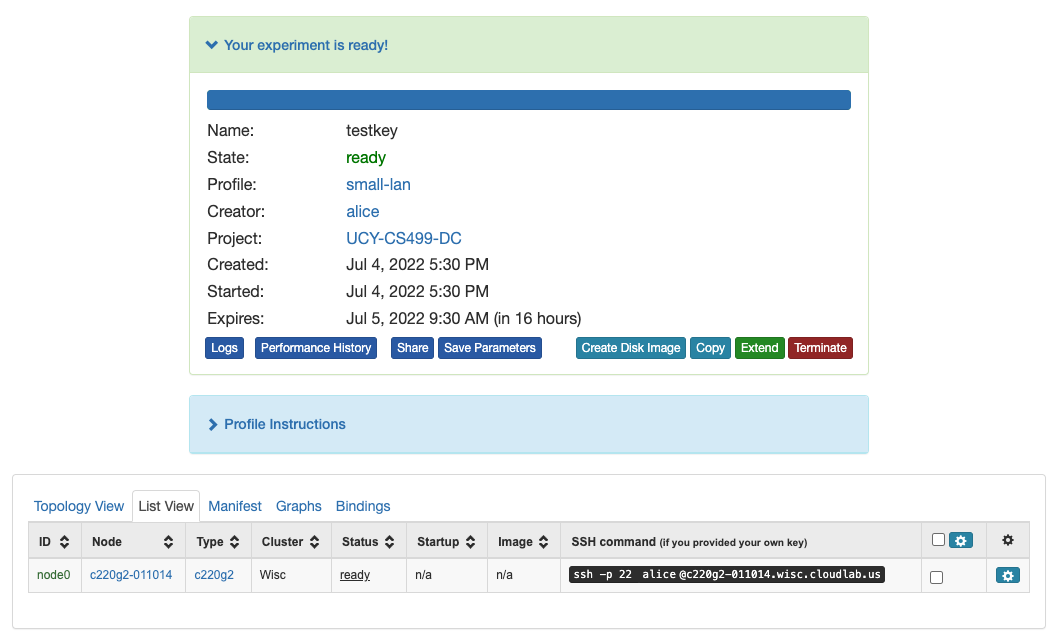 Your experiment is ready!
Name: testkey
State: ready
Profile: small-lan
Creator: alice
Project: UCY-CS499-DC
Created: Jul 4, 2022 5:30 PM
Started: Jul 4, 2022 5:30 PM
Expires: Jul 5, 2022 9:30 AM (in 16 hours)
Logs Performance History Share Save Parameters Create Disk Image Copy Extend Terminate
Profile Instructions
Topology View List View Manifest Graphs Bindings
ID Node Type Cluster Status Startup Image SSH command (if you provided your own key)
node0 c220g2-011014 c220g2 Wisc ready n/a n/a ssh -p 22 alice@c220g2-011014.wisc.cloudlab.us